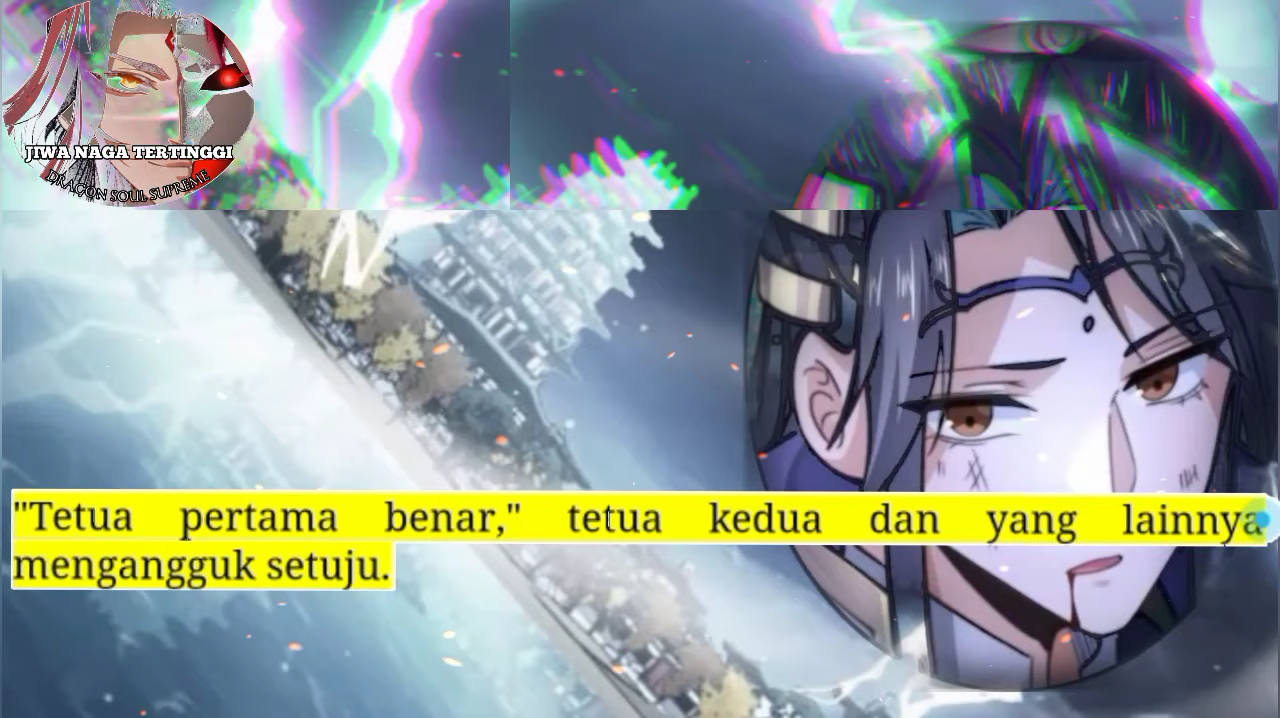 JIWA NAGA TERTINGGI
DRAGON SOUL SUPREME
"Tetua pertama benar," tetua kedua dan yang lainnya
mengangguk setuju.